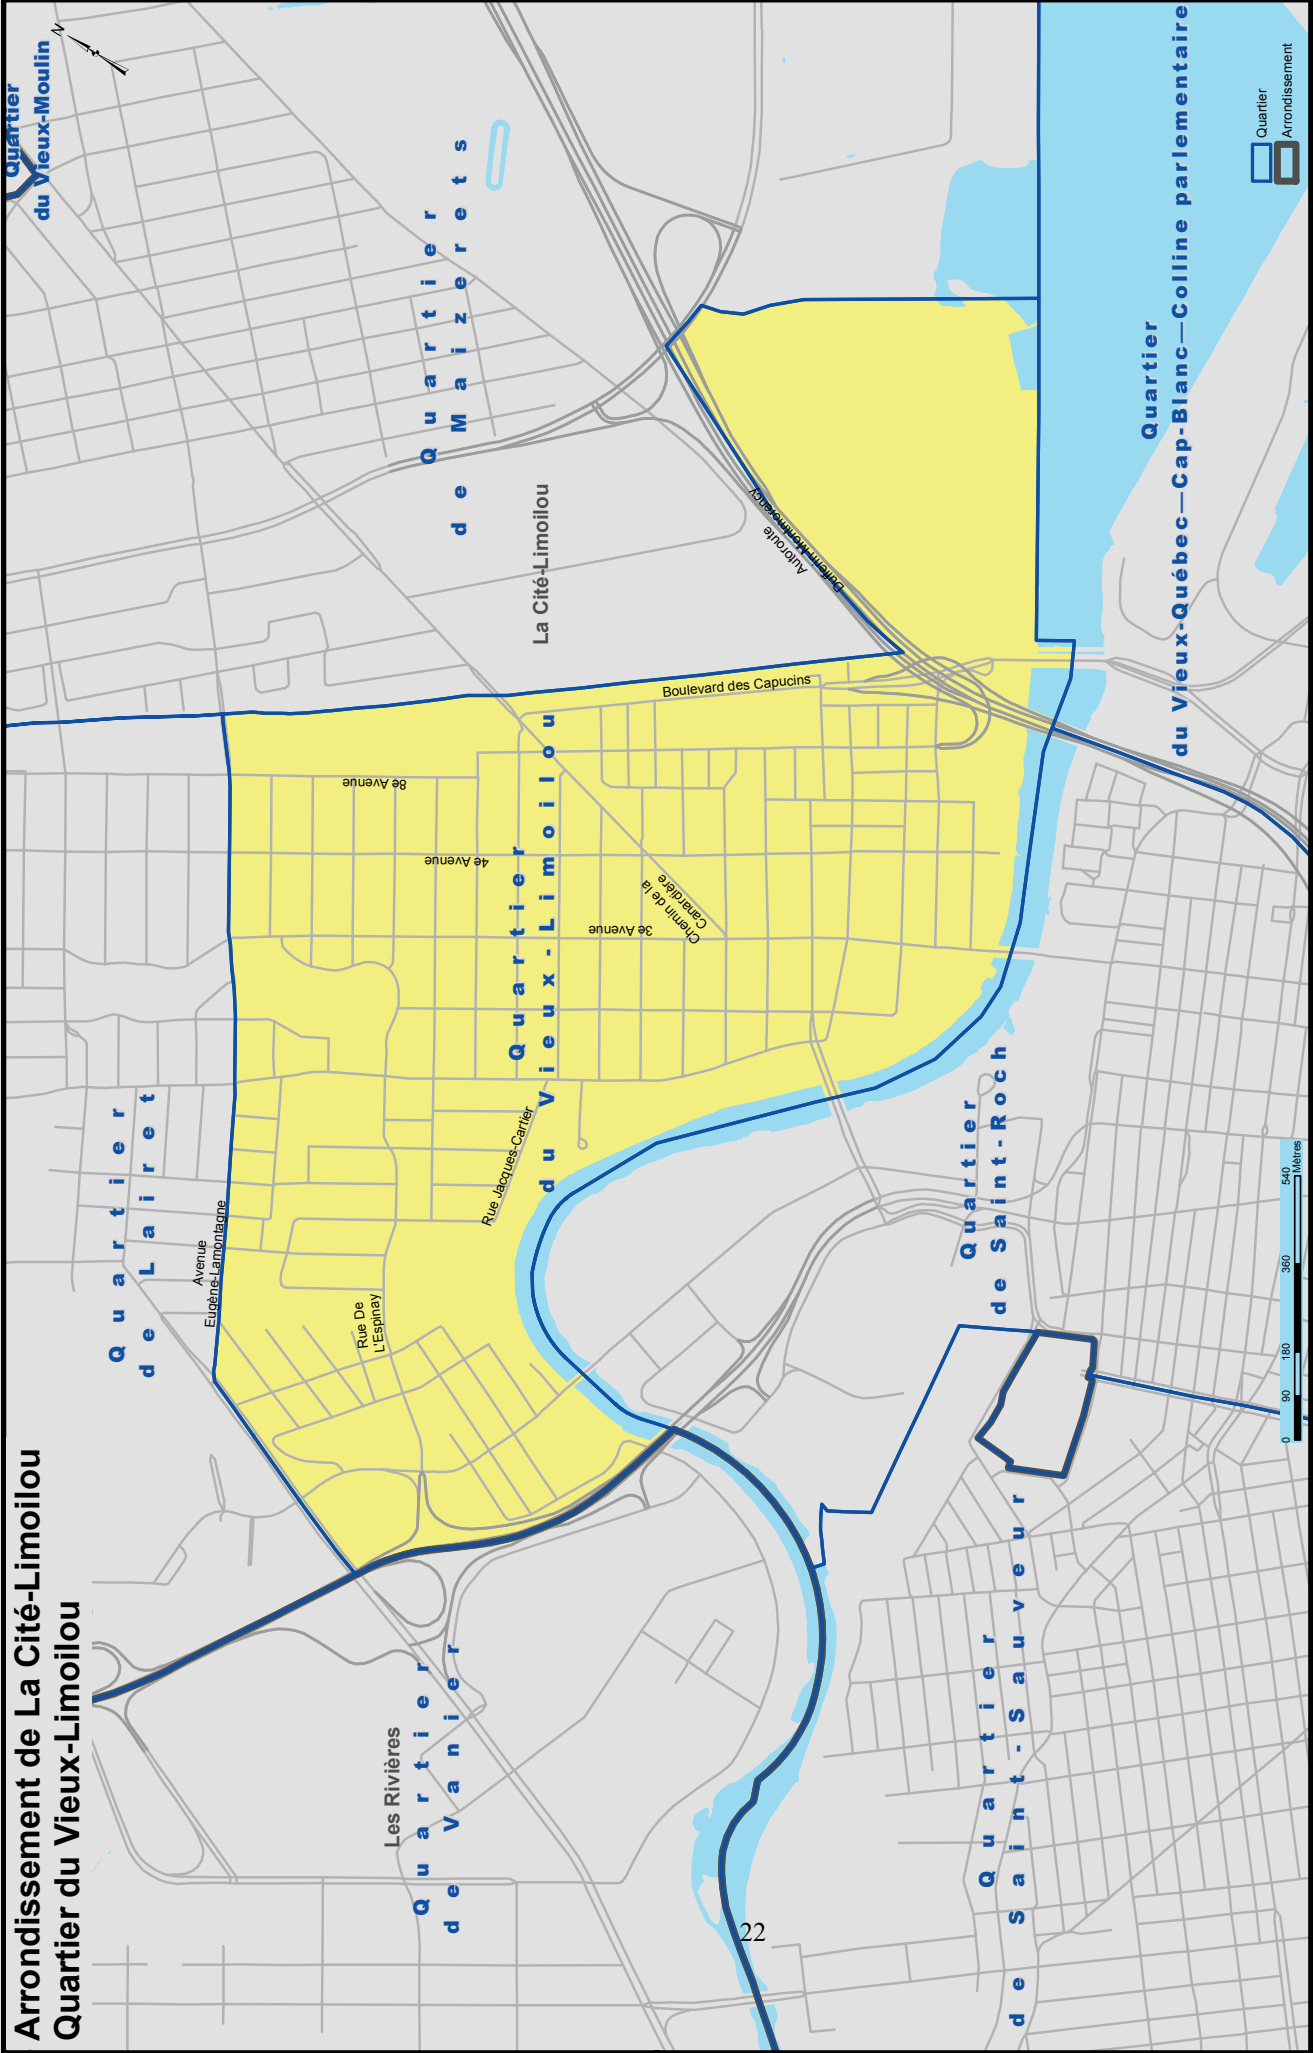 Arrondissement de La Cité-Limoilou
Quartier du Vieux-Limoilou
Quartier
de Lairet
Quartier
du Vieux-Moulin
N
Avenue
Eugène-Lamontagne
Rue De
L'Espinay
8e Avenue
4e Avenue
3e Avenue
Rue Jacques-Cartier
Quartier
du Vieux-Limoilou
Chemin de la
Canardière
Boulevard des Capucins
La Cité-Limoilou
Quartier
de Maizerets
Autoroute
Dufferin-Montmorency
Les Rivières
Quartier
de Vanier
22
Quartier
de Saint-Sauveur
Quartier
de Saint-Roch
Quartier
du Vieux-Québec—Cap-Blanc—Colline parlementaire
Quartier
Arrondissement
0 90 180 360 540
Mètres